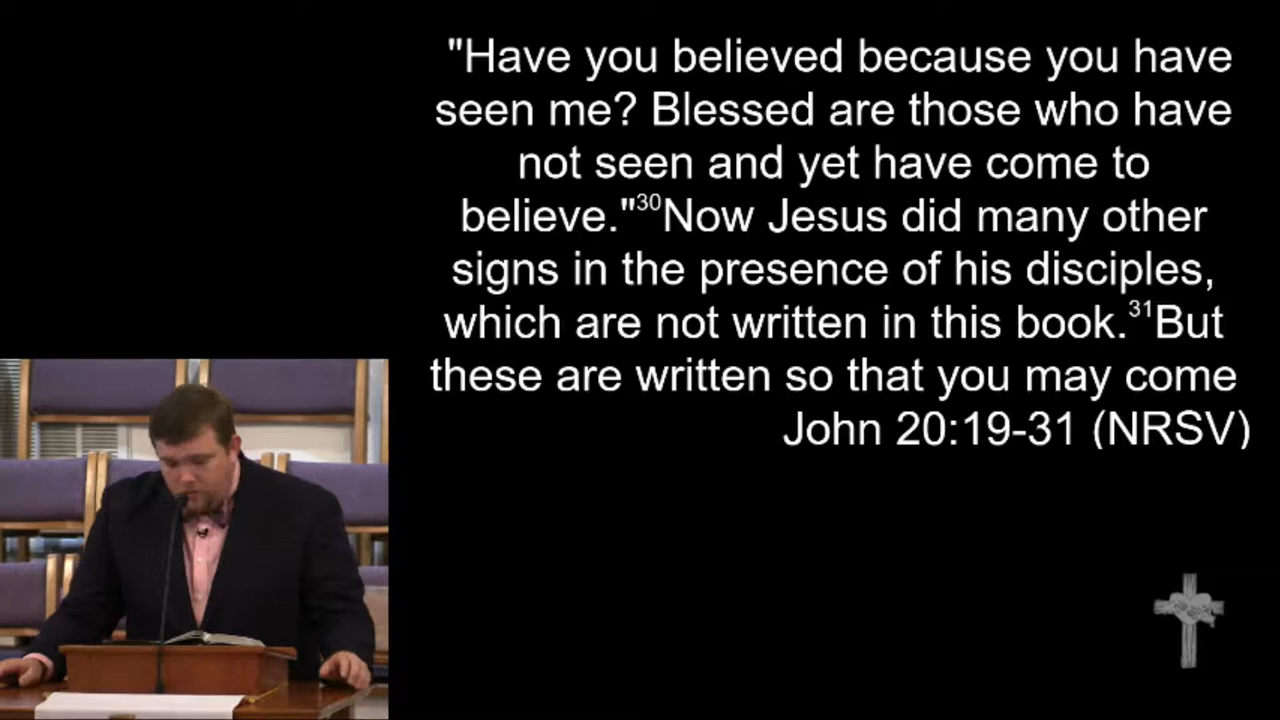 "Have you believed because you have
seen me? Blessed are those who have
not seen and yet have come to
believe."³⁰Now Jesus did many other
signs in the presence of his disciples,
which are not written in this book.³¹But
these are written so that you may come
John 20:19-31 (NRSV)